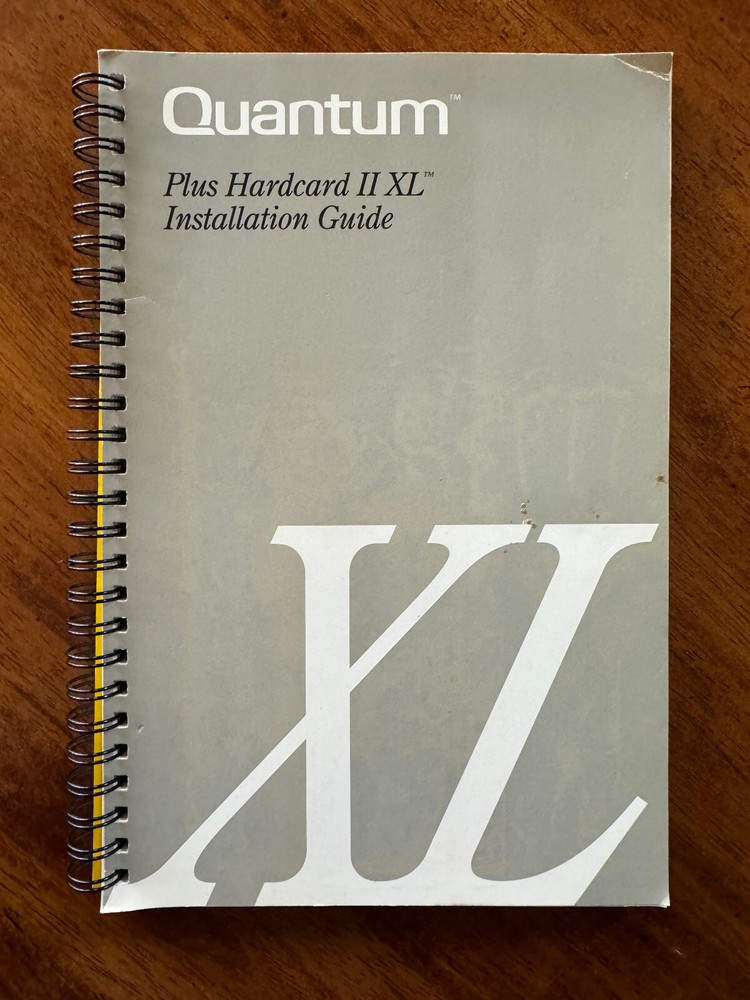 Quantum™
Plus Hardcard II XL™
Installation Guide
XL